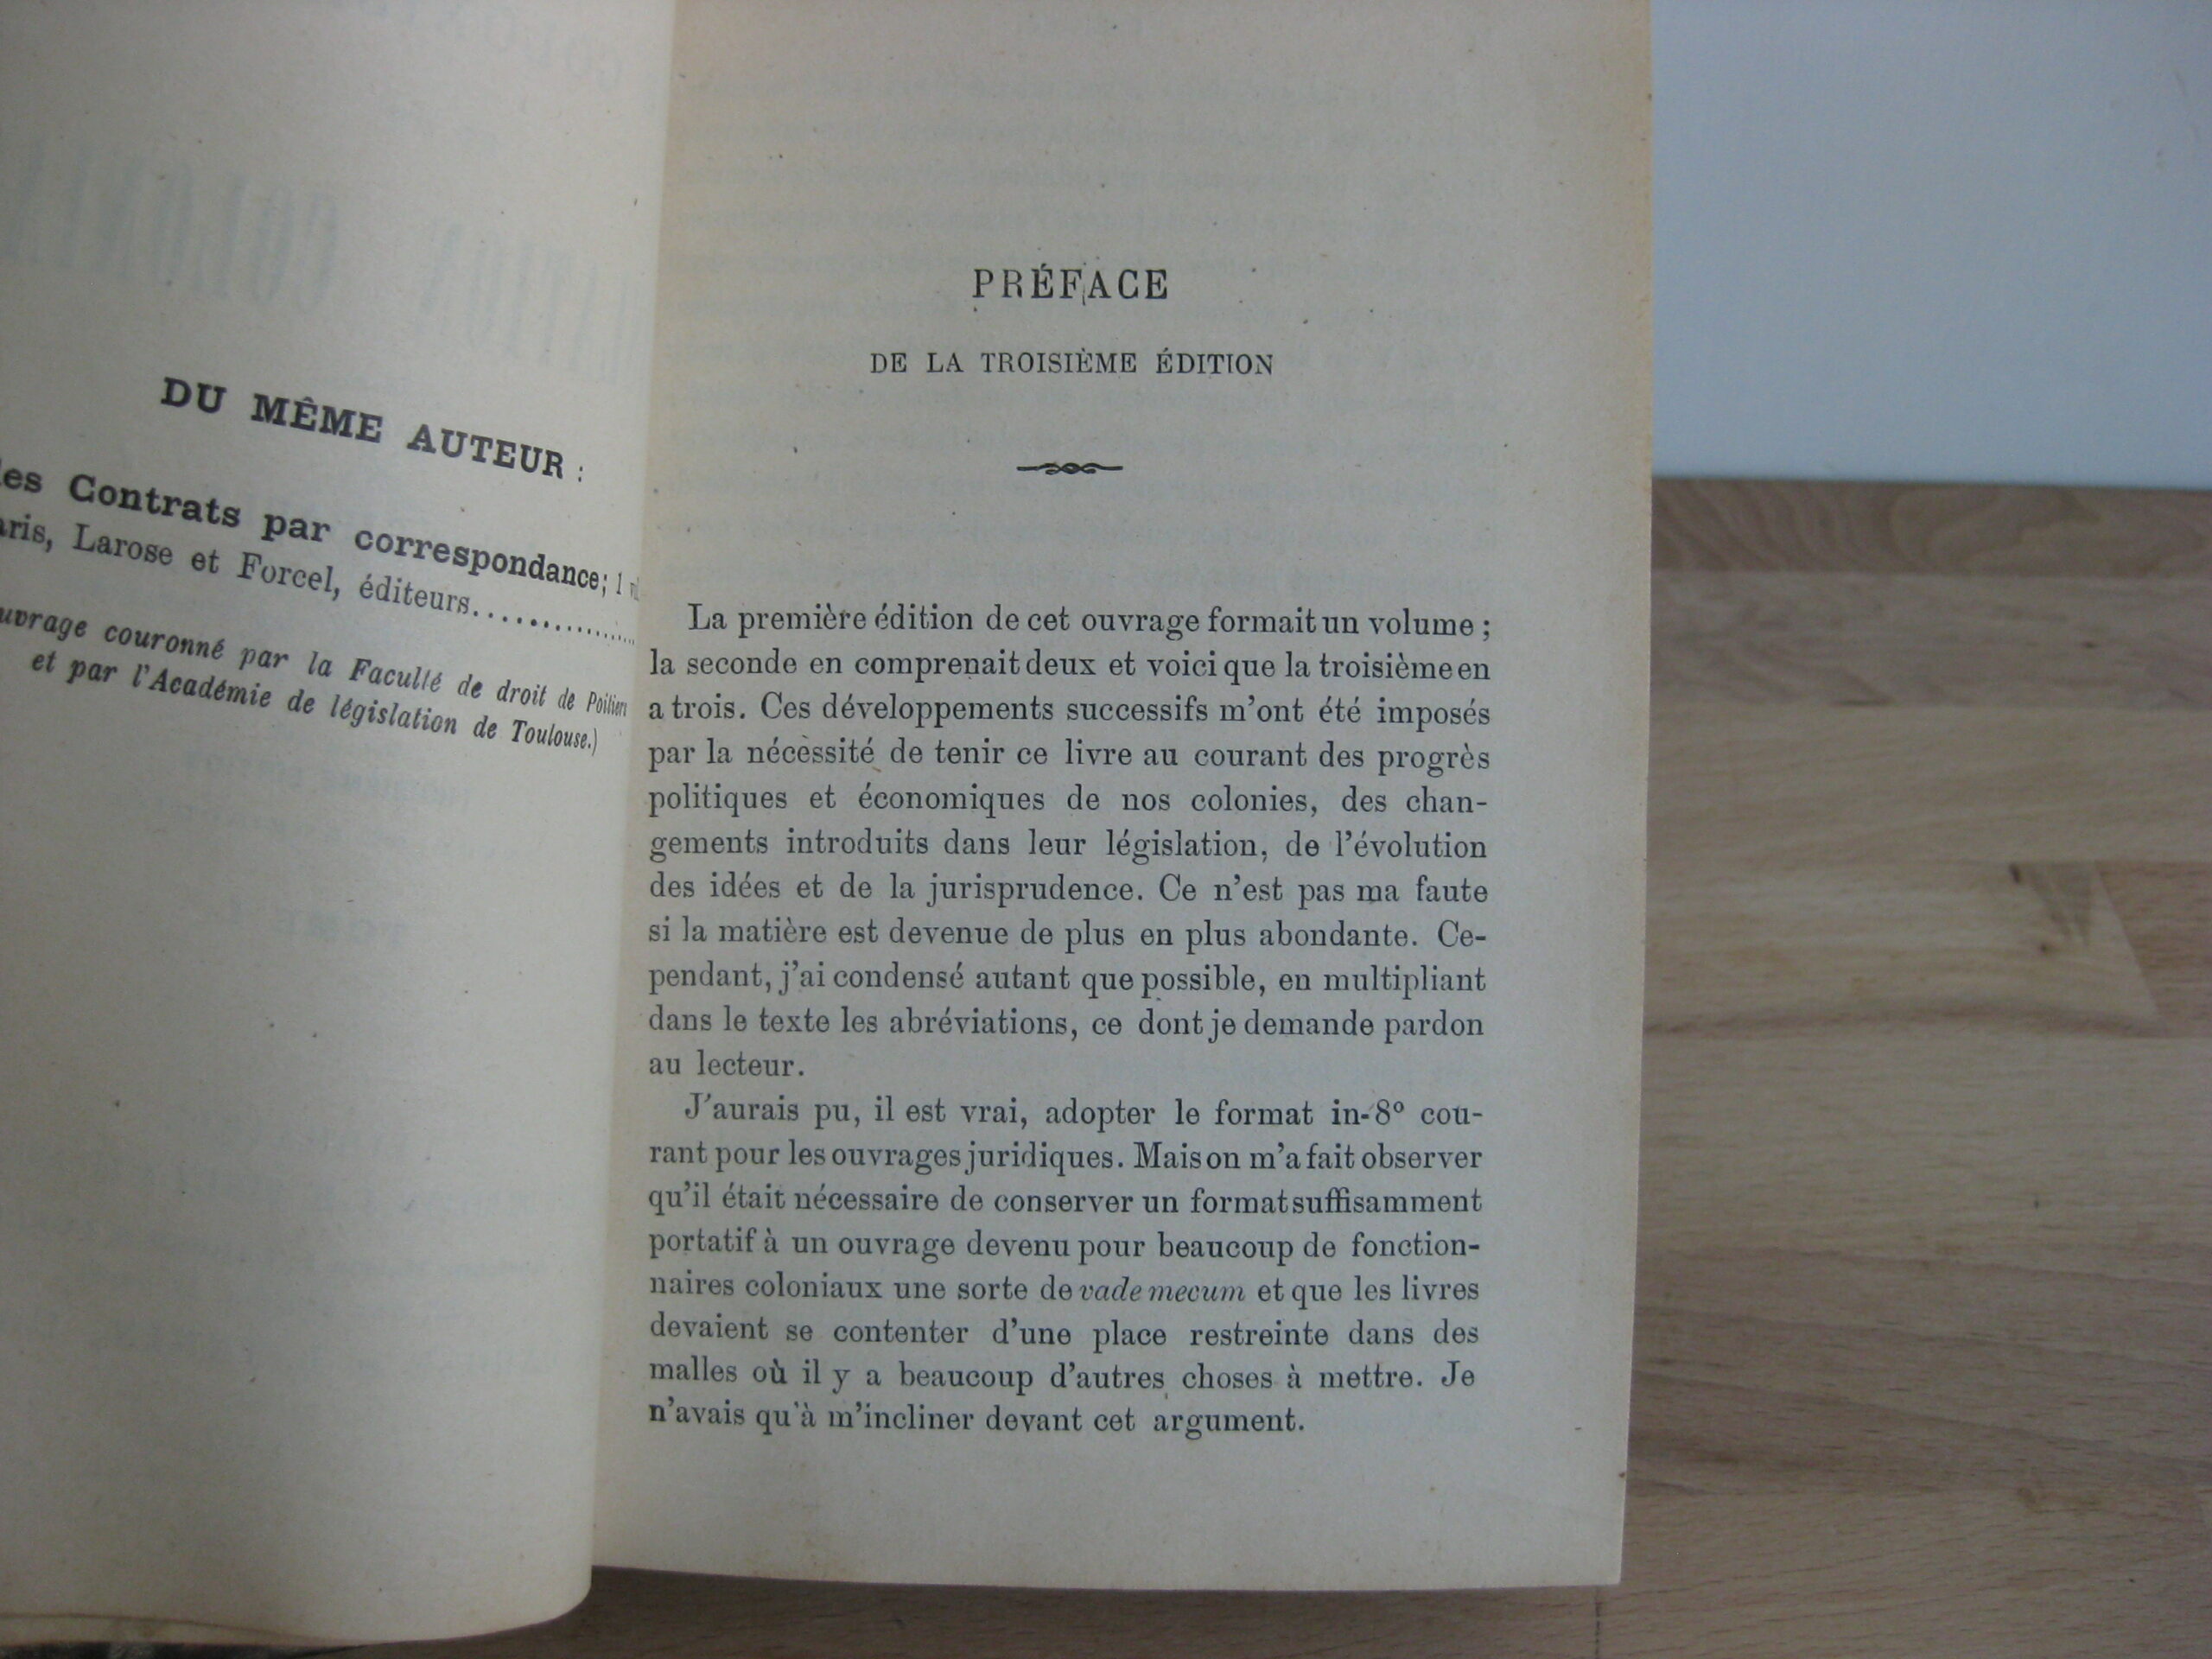 DU MÊME AUTEUR :
es Contrats par correspondance; 1
Larose et Forcel, éditeurs..................
couronné par la Faculté de droit de Poitiers
et par l'Académie de législation de Toulouse.)
PRÉFACE
DE LA TROISIÈME ÉDITION
La première édition de cet ouvrage formait un volume ;
la seconde en comprenait deux et voici que la troisième en
a trois. Ces développements successifs m'ont été imposés
par la nécessité de tenir ce livre au courant des progrès
politiques et économiques de nos colonies, des chan-
gements introduits dans leur législation, de l'évolution
des idées et de la jurisprudence. Ce n'est pas ma faute
si la matière est devenue de plus en plus abondante. Ce-
pendant, j'ai condensé autant que possible, en multipliant
dans le texte les abréviations, ce dont je demande pardon
au lecteur.
J'aurais pu, il est vrai, adopter le format in-8° cou-
rant pour les ouvrages juridiques. Mais on m'a fait observer
qu'il était nécessaire de conserver un format suffisamment
portatif à un ouvrage devenu pour beaucoup de fonction-
naires coloniaux une sorte de vade mecum et que les livres
devaient se contenter d'une place restreinte dans des
malles où il y a beaucoup d'autres choses à mettre. Je
n'avais qu'à m'incliner devant cet argument.